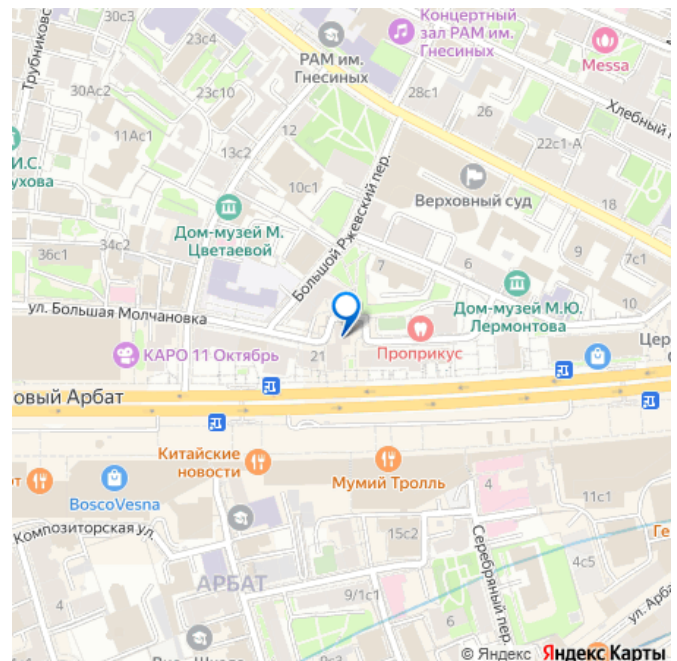 Концертный
зал РАМ им.
Гнесиных
РАМ им.
Гнесиных
Messa
Трубниковс
23с4
30Ас2
23с10
28с1
26
Хлебный
22с1-А
12
11Ас1
13с2
И.С.
ухова
10с1
Верховный суд
18
Дом-музей М.
Цветаевой
Большой Ржевский пер.
36с1
34с2
7
6
9
7с1
10
ул. Большая Молчановка
Дом-музей М.Ю.
Лермонтова
КАРО 11 Октябрь
21
Проприкус
Цер
овый Арбат
Китайские
новости
Мумий Тролль
от
BoscoVesna
4
11с1
Композиторская ул.
15с2
Серебряный пер.
Ге
АРБАТ
4с5
4
9/1с1
ул. Арба
© Яндекс Яндекс Карты